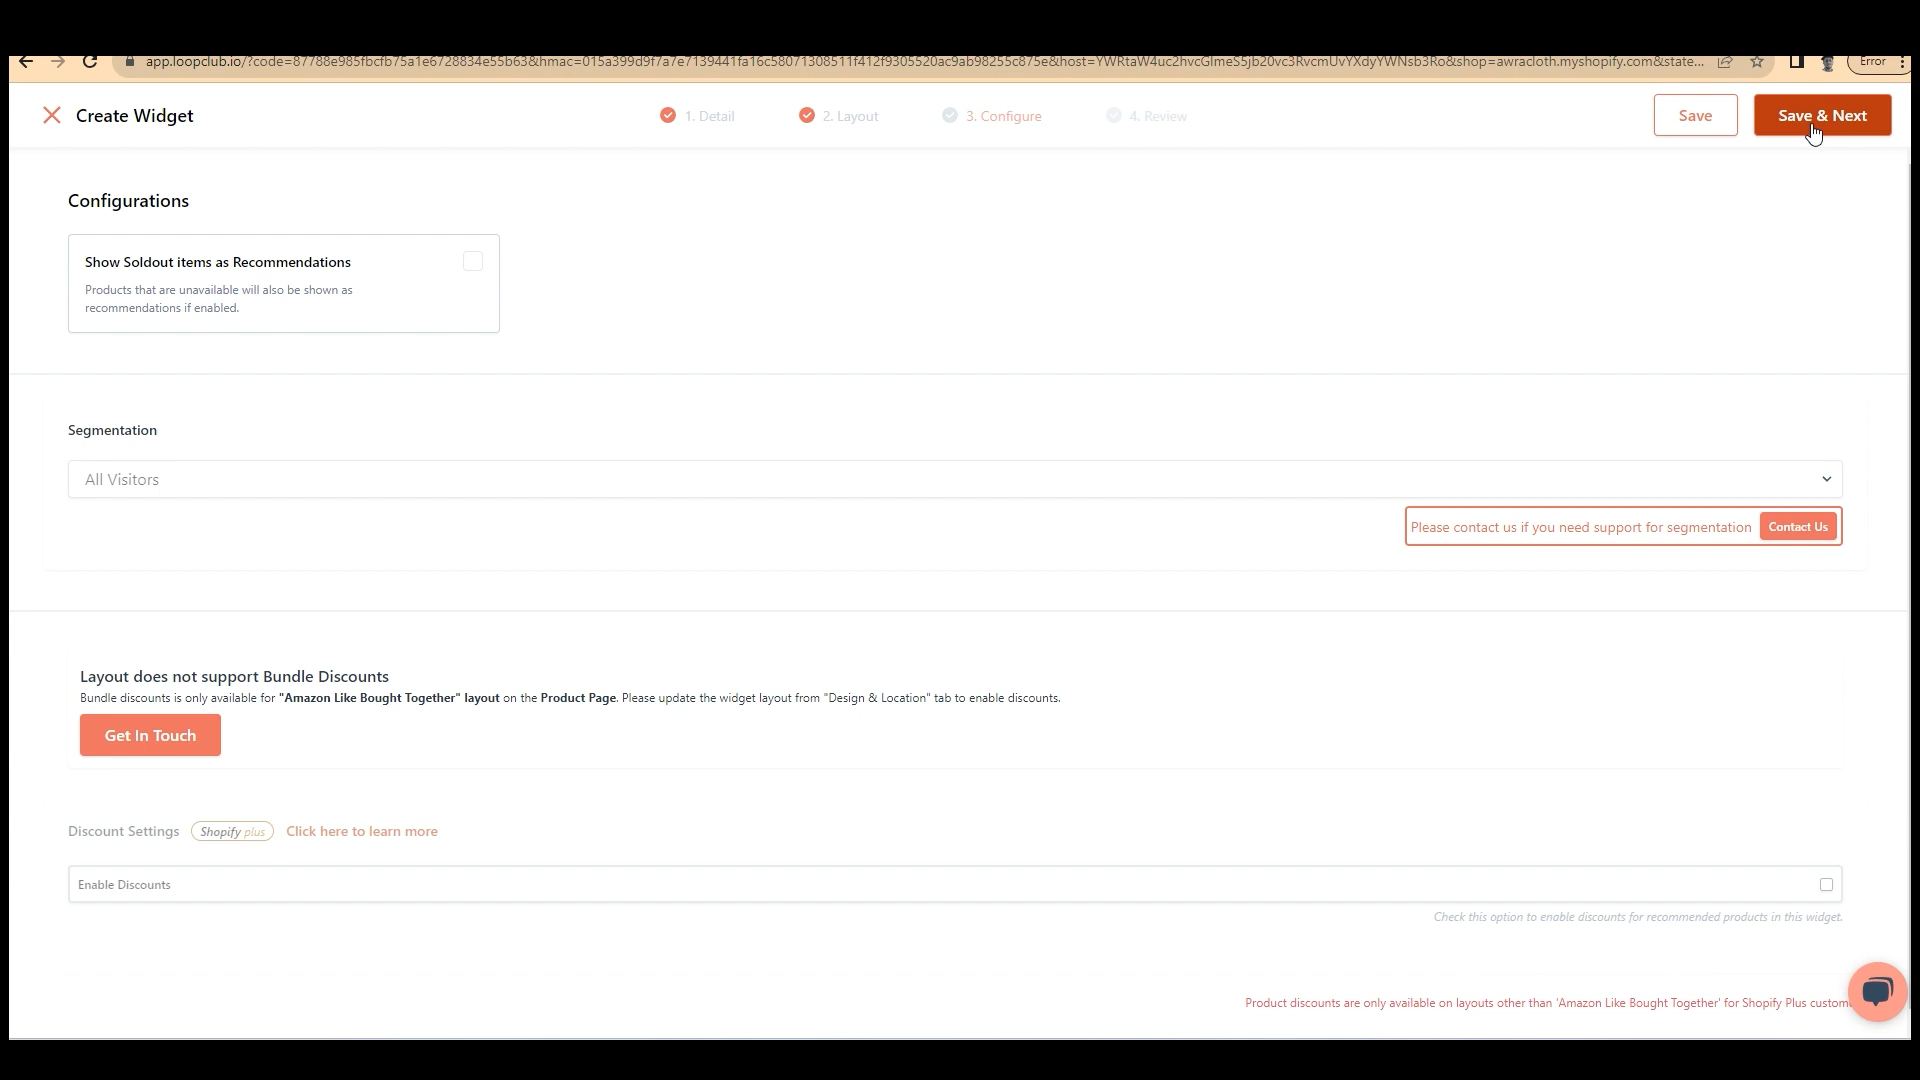 app.loopclub.io/?code=87788e985fbcfb75a1e6728834e55b63&hmac=015a399d9f7a7e7139441fa16c58071308511f412f9305520ac9ab98255c875e&host=YWRtaW4uc2hvcGlmeS5jb20vc3RvcmUvYXdyYWNsb3Ro&shop=awracloth.myshopify.com&state...
Error
Create Widget
1. Detail
2. Layout
3. Configure
4. Review
Save
Save & Next
Configurations
Show Soldout items as Recommendations
Products that are unavailable will also be shown as
recommendations if enabled.
Segmentation
All Visitors
Please contact us if you need support for segmentation
Contact Us
Layout does not support Bundle Discounts
Bundle discounts is only available for "Amazon Like Bought Together" layout on the Product Page. Please update the widget layout from "Design & Location" tab to enable discounts.
Get In Touch
Discount Settings
Shopify plus
Click here to learn more
Enable Discounts
Check this option to enable discounts for recommended products in this widget.
Product discounts are only available on layouts other than 'Amazon Like Bought Together' for Shopify Plus custom